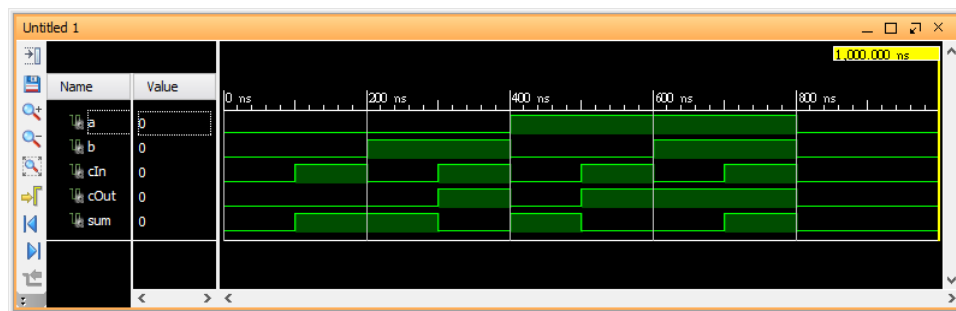 Untitled 1
1,000.000 ns
Name Value
0 ns 200 ns 400 ns 600 ns 800 ns
a 0
b 0
cIn 0
cOut 0
sum 0